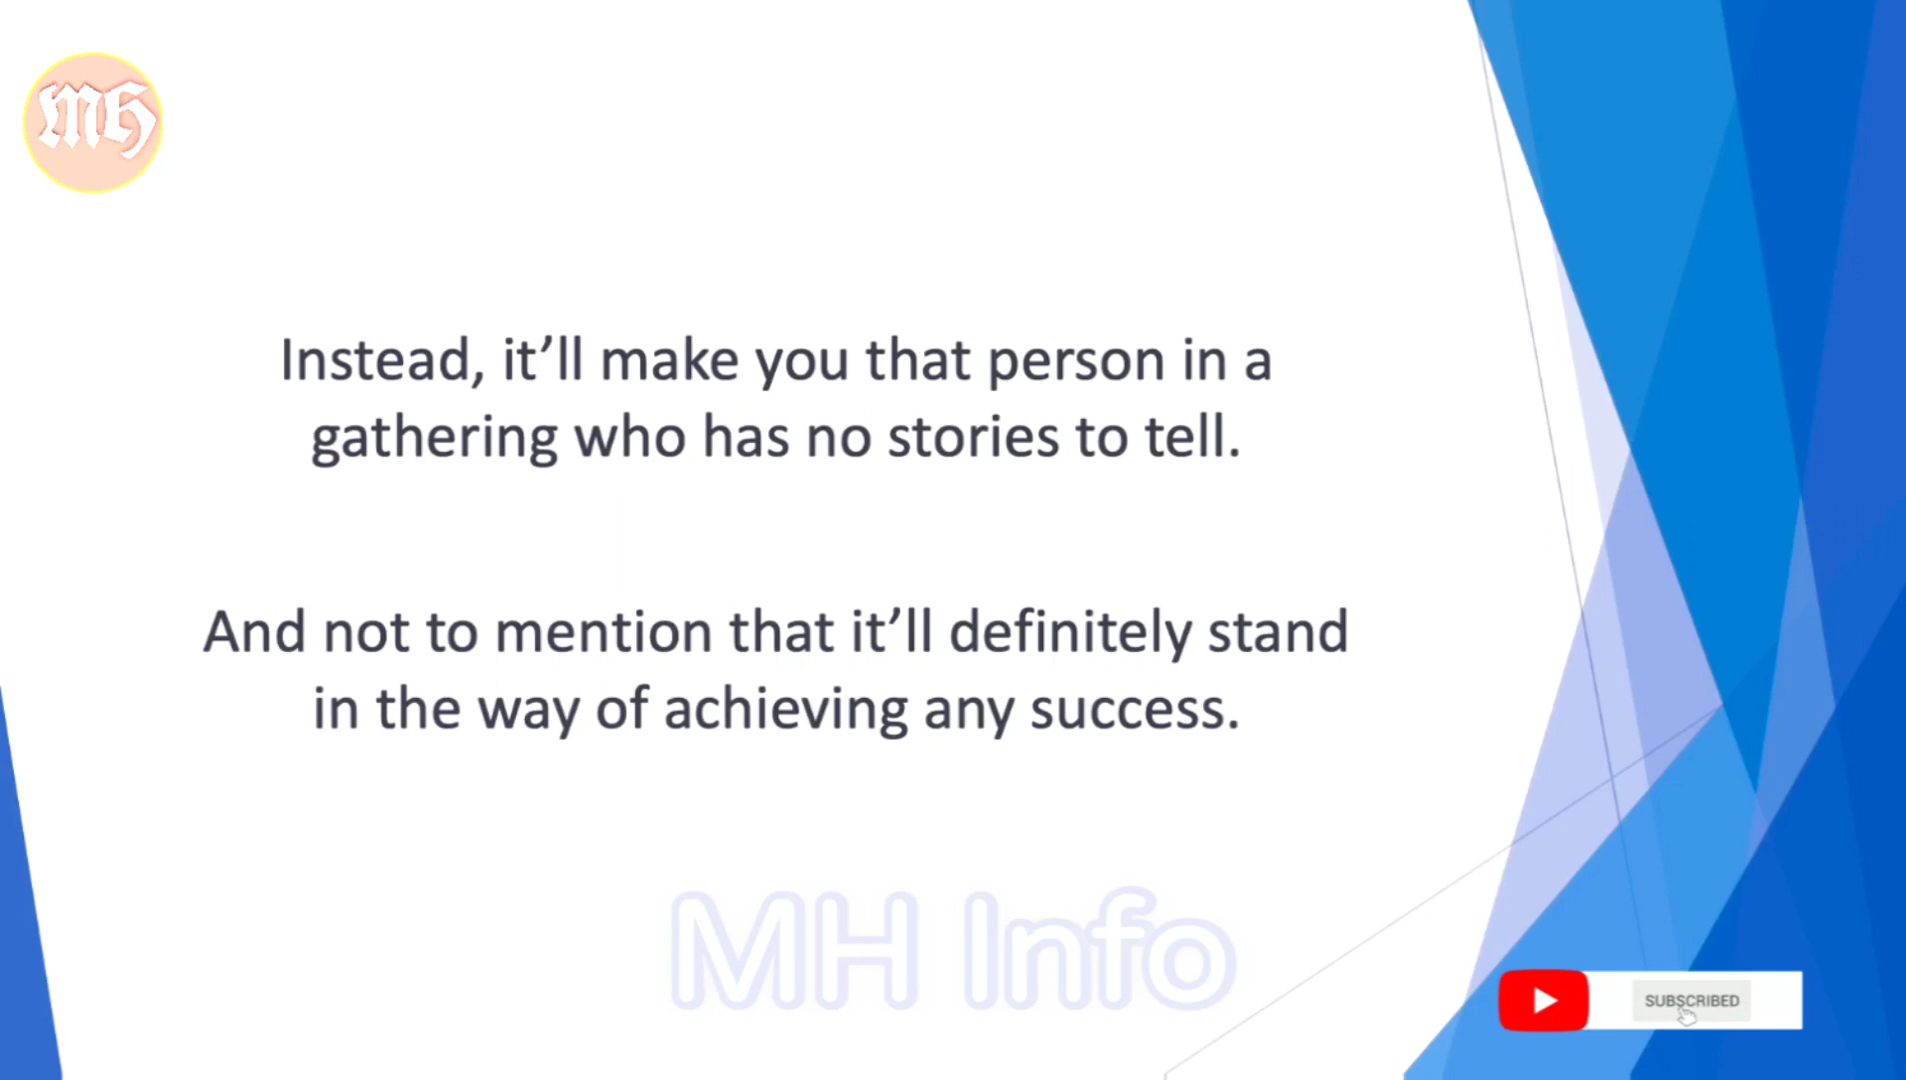 MH
Instead, it’ll make you that person in a
gathering who has no stories to tell.
And not to mention that it’ll definitely stand
in the way of achieving any success.
MH Info
SUBSCRIBED